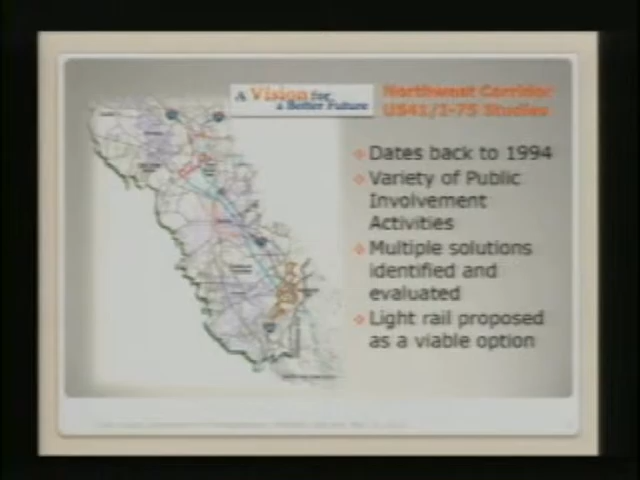 A Vision for
a Better Future
Northwest Corridor
US41/I-75 Studies
Dates back to 1994
Variety of Public
Involvement
Activities
Multiple solutions
identified and
evaluated
Light rail proposed
as a viable option